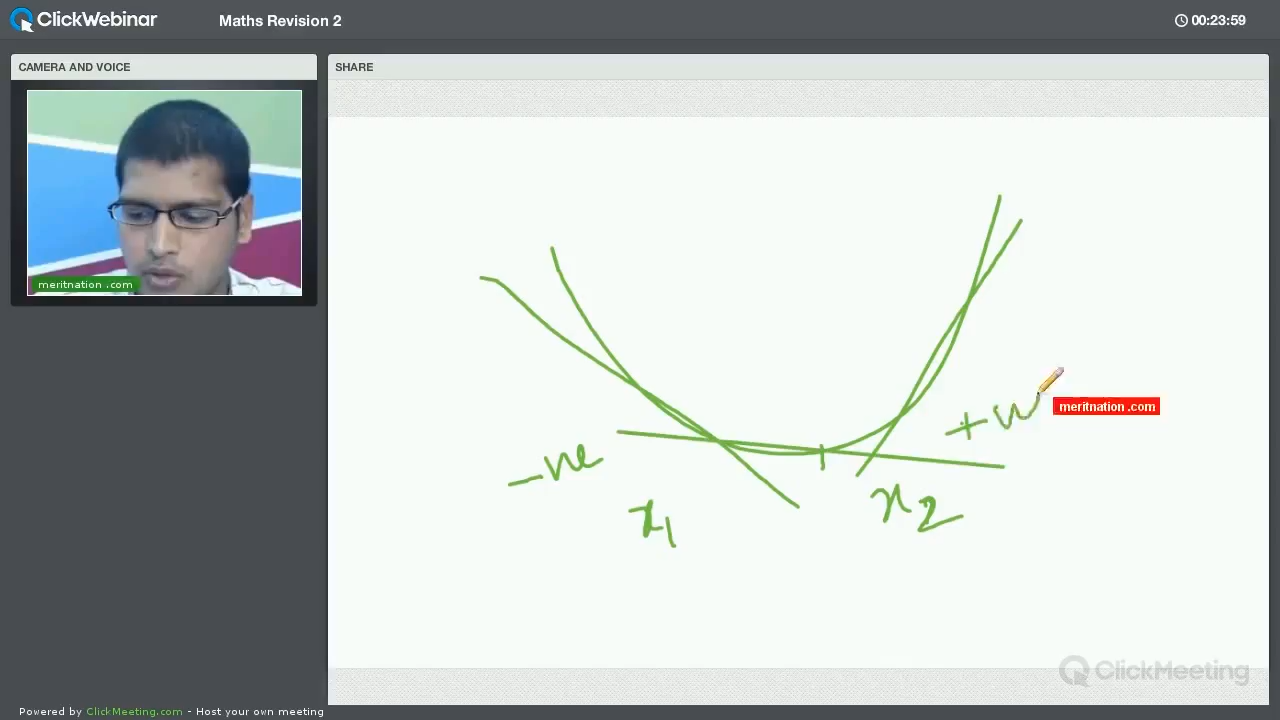 ClickWebinar
Maths Revision 2
00:23:59
CAMERA AND VOICE
SHARE
meritnation .com
meritnation .com
-ve
x1
x2
ClickMeeting
Powered by ClickMeeting.com - Host your own meeting